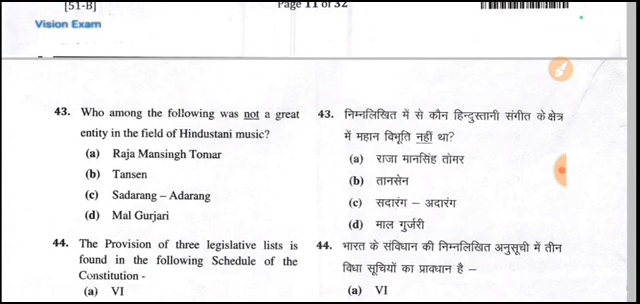 [51-B]
Page 11 of 32
Vision Exam
43. Who among the following was not a great
entity in the field of Hindustani music?
(a) Raja Mansingh Tomar
(b) Tansen
(c) Sadarang – Adarang
(d) Mal Gurjari
44. The Provision of three legislative lists is
found in the following Schedule of the
Constitution -
(a) VI
43. निम्नलिखित में से कौन हिन्दुस्तानी संगीत के क्षेत्र
में महान विभूति नहीं था?
(a) राजा मानसिंह तोमर
(b) तानसेन
(c) सदारंग – अदारंग
(d) माल गुर्जरी
44. भारत के संविधान की निम्नलिखित अनुसूची में तीन
विधा सूचियों का प्रावधान है –
(a) VI